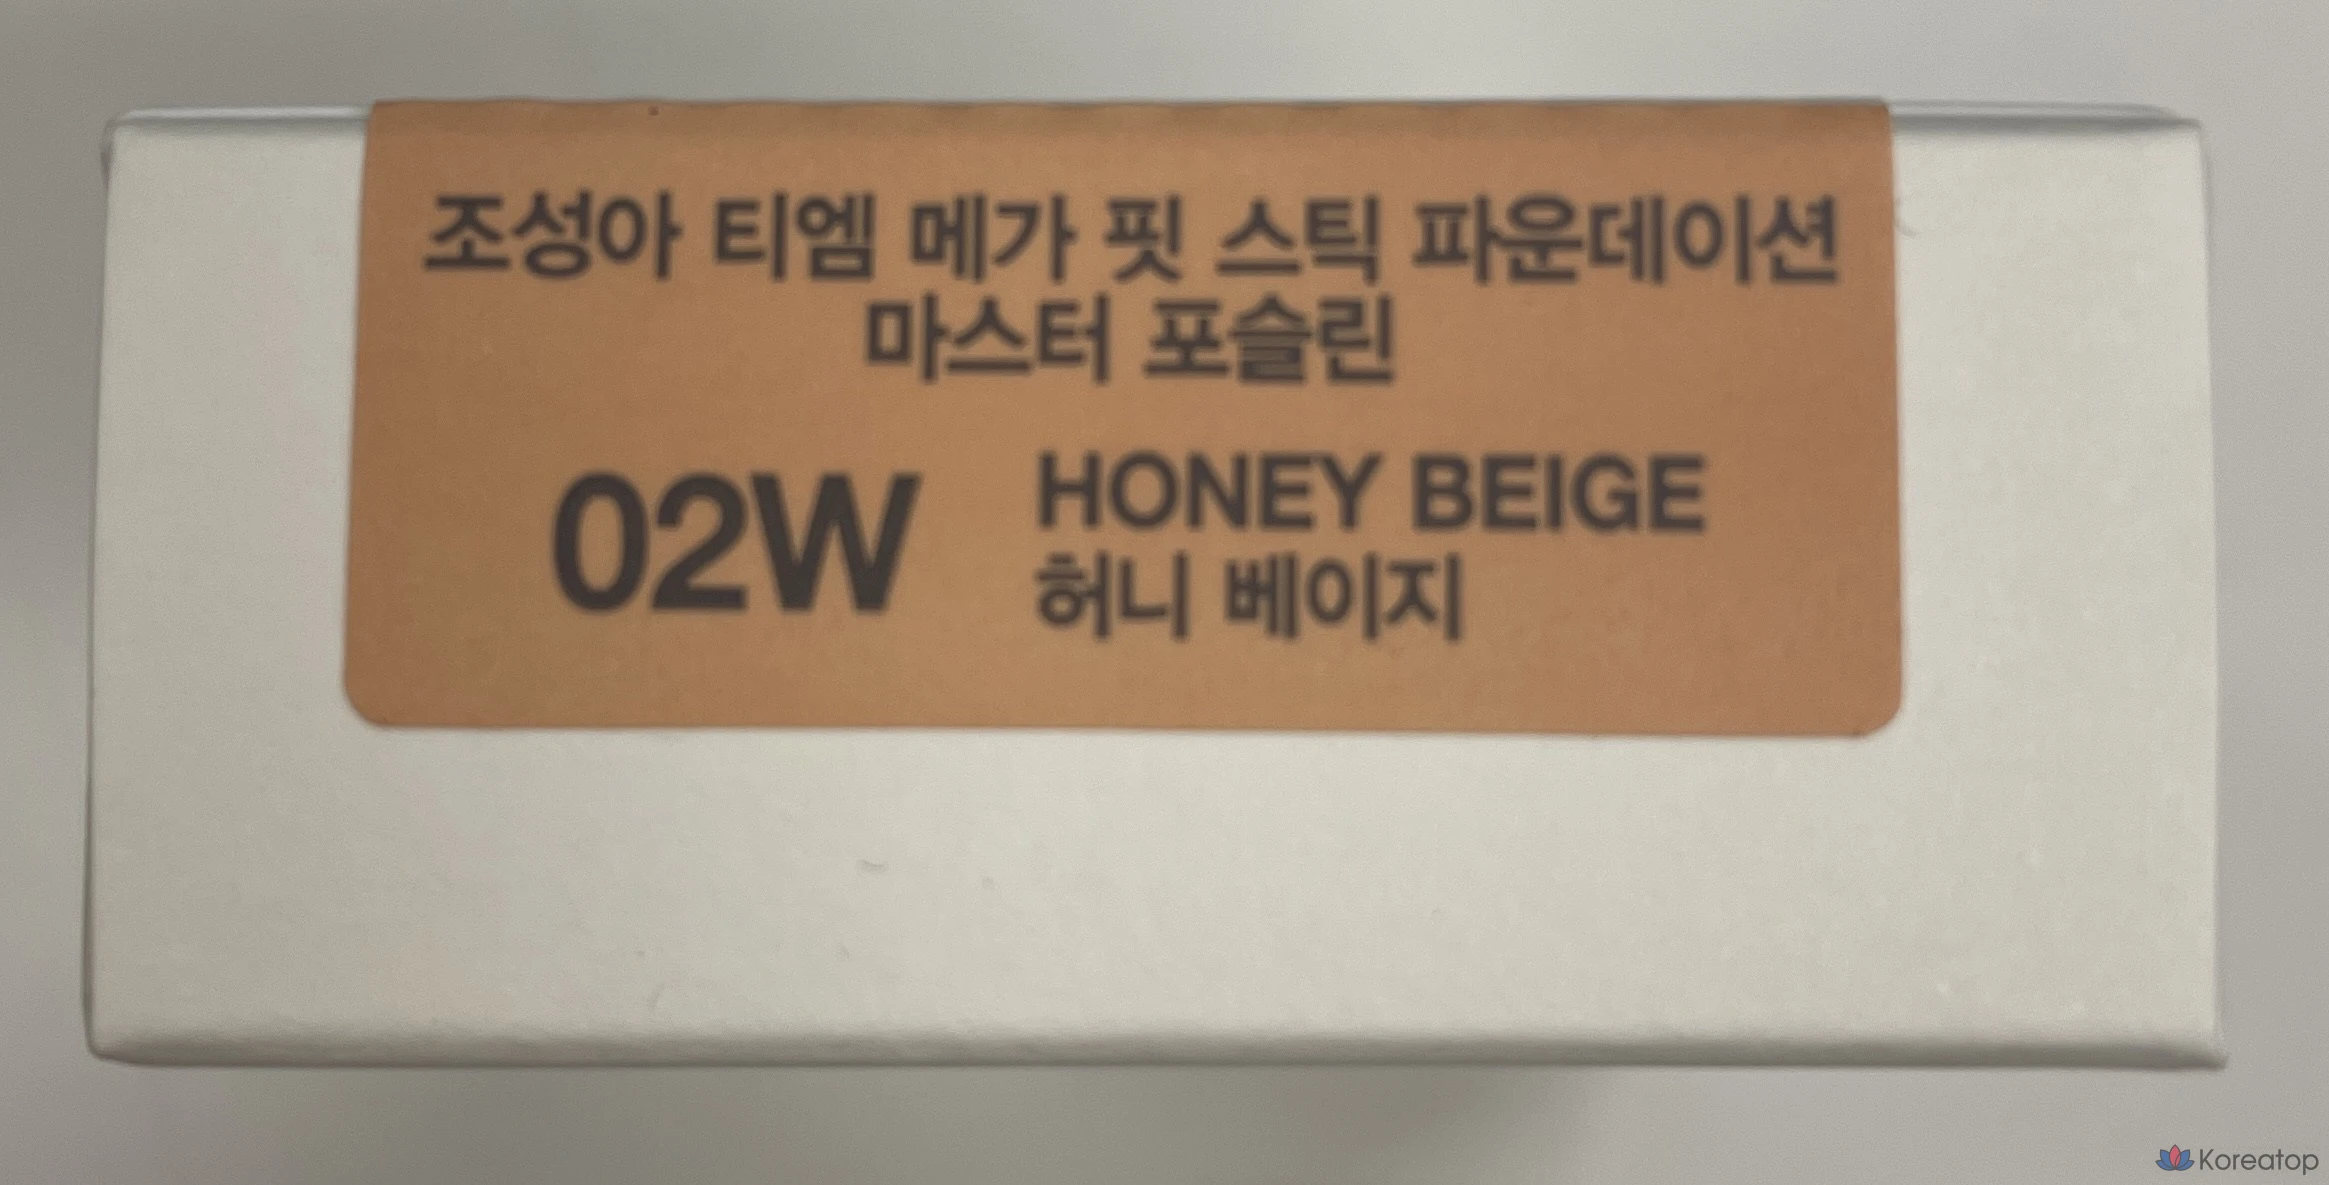 조성아 티엠 메가 핏 스틱 파운데이션
마스터 포슬린
02W
HONEY BEIGE
허니 베이지
Koreatop